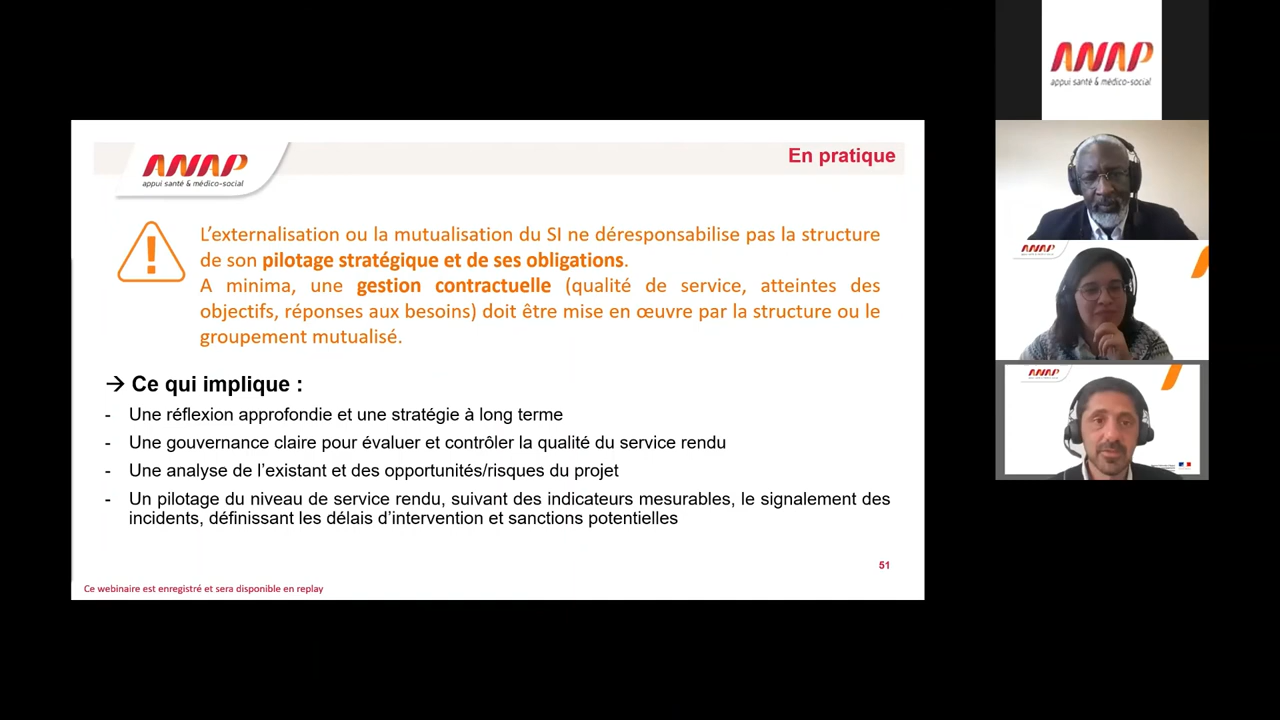 ANAP
appui santé & médico-social
En pratique
L'externalisation ou la mutualisation du SI ne déresponsabilise pas la structure
de son pilotage stratégique et de ses obligations.
A minima, une gestion contractuelle (qualité de service, atteintes des
objectifs, réponses aux besoins) doit être mise en œuvre par la structure ou le
groupement mutualisé.
→ Ce qui implique :
- Une réflexion approfondie et une stratégie à long terme
- Une gouvernance claire pour évaluer et contrôler la qualité du service rendu
- Une analyse de l'existant et des opportunités/risques du projet
- Un pilotage du niveau de service rendu, suivant des indicateurs mesurables, le signalement des
incidents, définissant les délais d'intervention et sanctions potentielles
51
Ce webinaire est enregistré et sera disponible en replay
ANAP
appui santé & médico-social
ANAP
ANAP